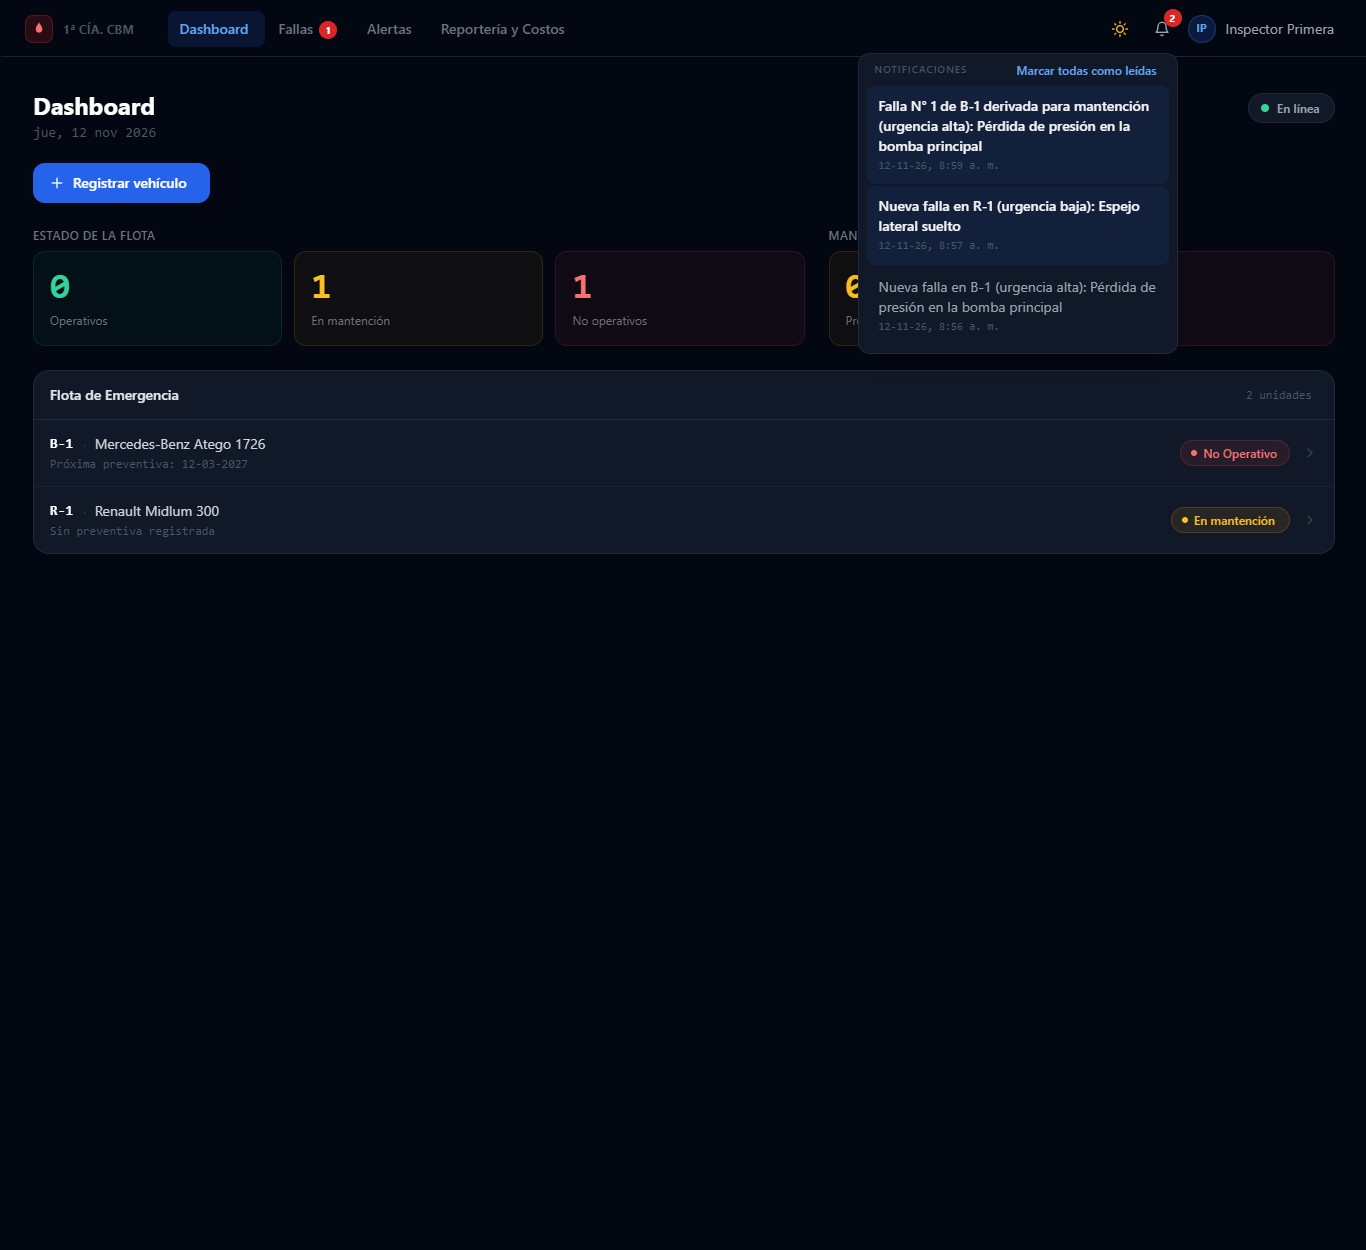 1ª CÍA. CBM
Dashboard
Fallas 1
Alertas
Reportería y Costos
2
IP
Inspector Primera
NOTIFICACIONES
Marcar todas como leídas
Falla N° 1 de B-1 derivada para mantención
(urgencia alta): Pérdida de presión en la
bomba principal
12-11-26, 8:59 a. m.
Nueva falla en R-1 (urgencia baja): Espejo
lateral suelto
12-11-26, 8:57 a. m.
Nueva falla en B-1 (urgencia alta): Pérdida de
presión en la bomba principal
12-11-26, 8:56 a. m.
Dashboard
jue, 12 nov 2026
En línea
+ Registrar vehículo
ESTADO DE LA FLOTA
0
Operativos
1
En mantención
1
No operativos
Flota de Emergencia
2 unidades
B-1 · Mercedes-Benz Atego 1726
Próxima preventiva: 12-03-2027
No Operativo
R-1 · Renault Midlum 300
Sin preventiva registrada
En mantención